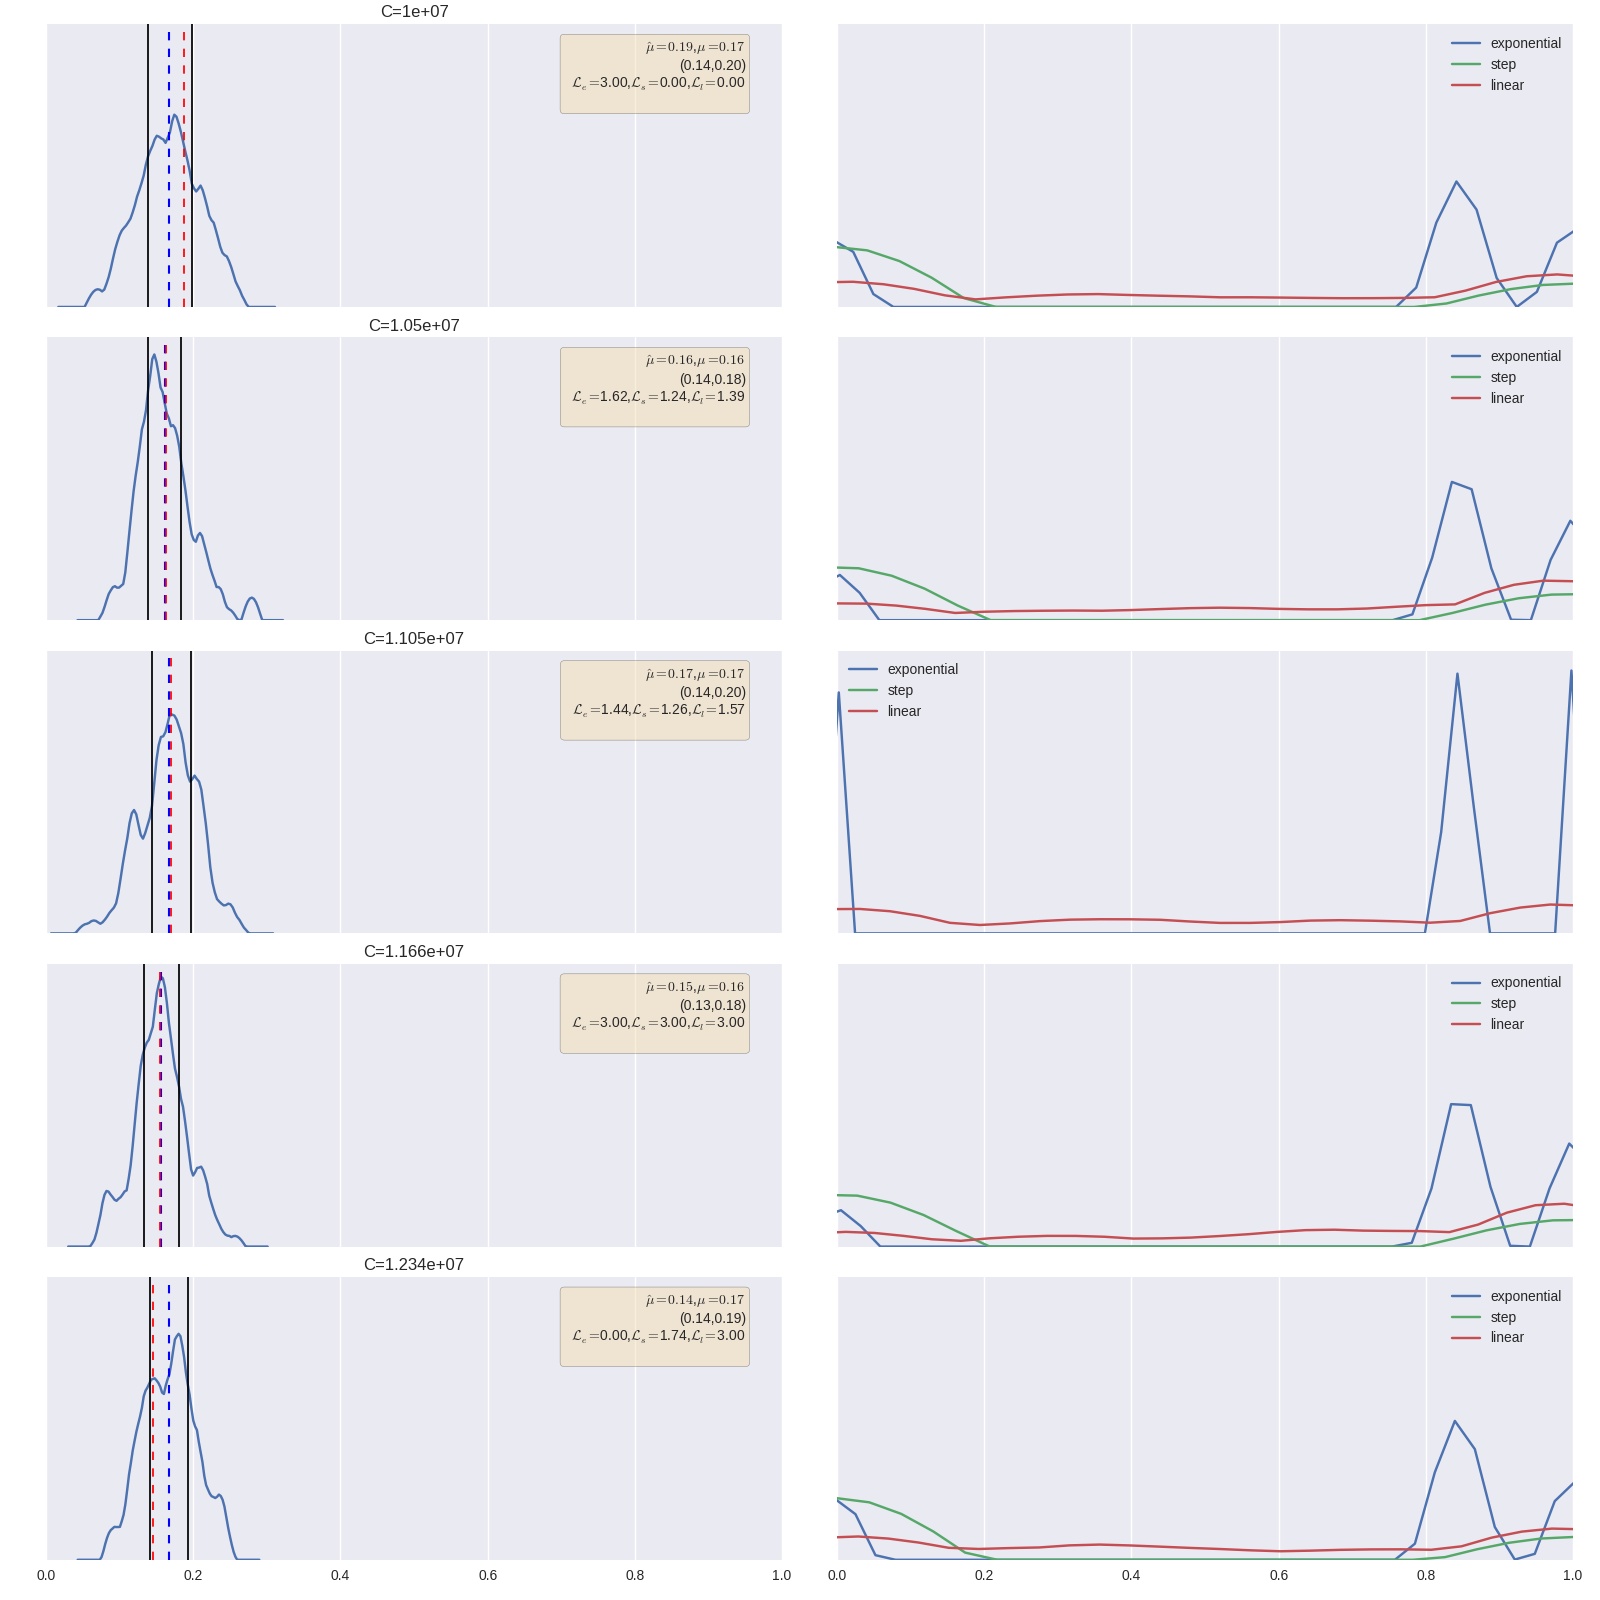 C=1e+07
μ̂=0.19,μ=0.17
(0.14,0.20)
ℒₑ=3.00,ℒₛ=0.00,ℒₗ=0.00
exponential
step
linear
C=1.05e+07
μ̂=0.16,μ=0.16
(0.14,0.18)
ℒₑ=1.62,ℒₛ=1.24,ℒₗ=1.39
exponential
step
linear
C=1.105e+07
μ̂=0.17,μ=0.17
(0.14,0.20)
ℒₑ=1.44,ℒₛ=1.26,ℒₗ=1.57
exponential
step
linear
C=1.166e+07
μ̂=0.15,μ=0.16
(0.13,0.18)
ℒₑ=3.00,ℒₛ=3.00,ℒₗ=3.00
exponential
step
linear
C=1.234e+07
μ̂=0.14,μ=0.17
(0.14,0.19)
ℒₑ=0.00,ℒₛ=1.74,ℒₗ=3.00
exponential
step
linear
0.0 0.2 0.4 0.6 0.8 1.0
0.0 0.2 0.4 0.6 0.8 1.0